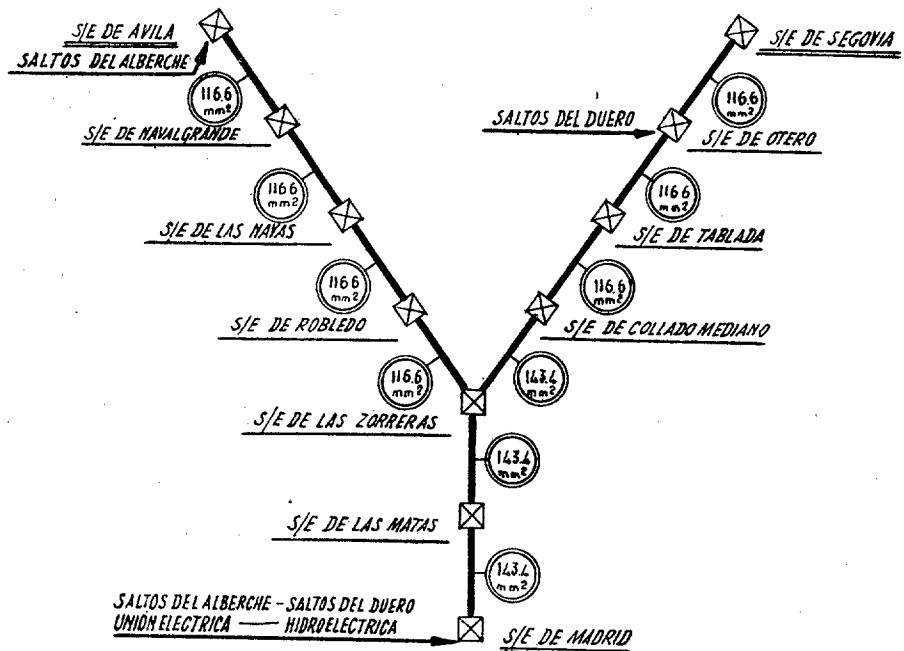 S/E DE AVILA
SALTOS DEL ALBERCHE
S/E DE SEGOVIA
116.6
mm2
116.6
mm2
SALTOS DEL DUERO
S/E DE NAVALGRANDE
S/E DE OTERO
116.6
mm2
116.6
mm2
S/E DE LAS NAVAS
S/E DE TABLADA
116.6
mm2
116.6
mm2
S/E DE ROBLEDO
S/E DE COLLADO MEDIANO
116.6
mm2
143.4
mm2
S/E DE LAS ZORRERAS
143.4
mm2
S/E DE LAS MATAS
143.4
mm2
SALTOS DEL ALBERCHE - SALTOS DEL DUERO
UNION ELECTRICA — HIDROELECTRICA
S/E DE MADRID